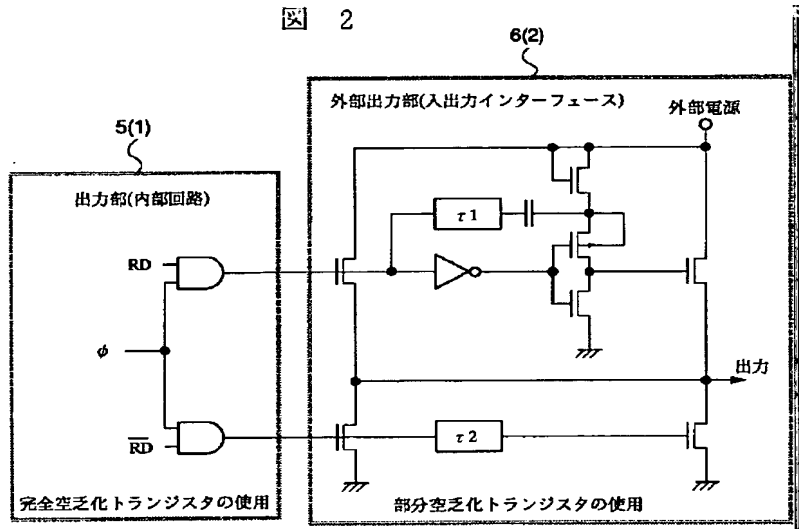 図 2
6(2)
外部出力部(入出力インターフェース)
外部電源
5(1)
出力部(内部回路)
τ1
RD
φ
出力
τ2
R̅D̅
完全空乏化トランジスタの使用
部分空乏化トランジスタの使用